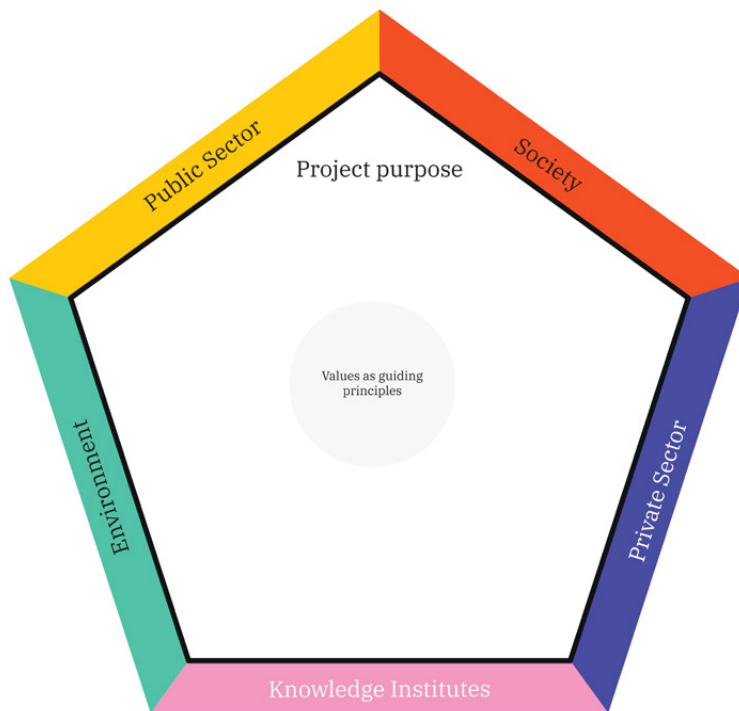 Public Sector
Society
Project purpose
Values as guiding
principles
Environment
Private Sector
Knowledge Institutes